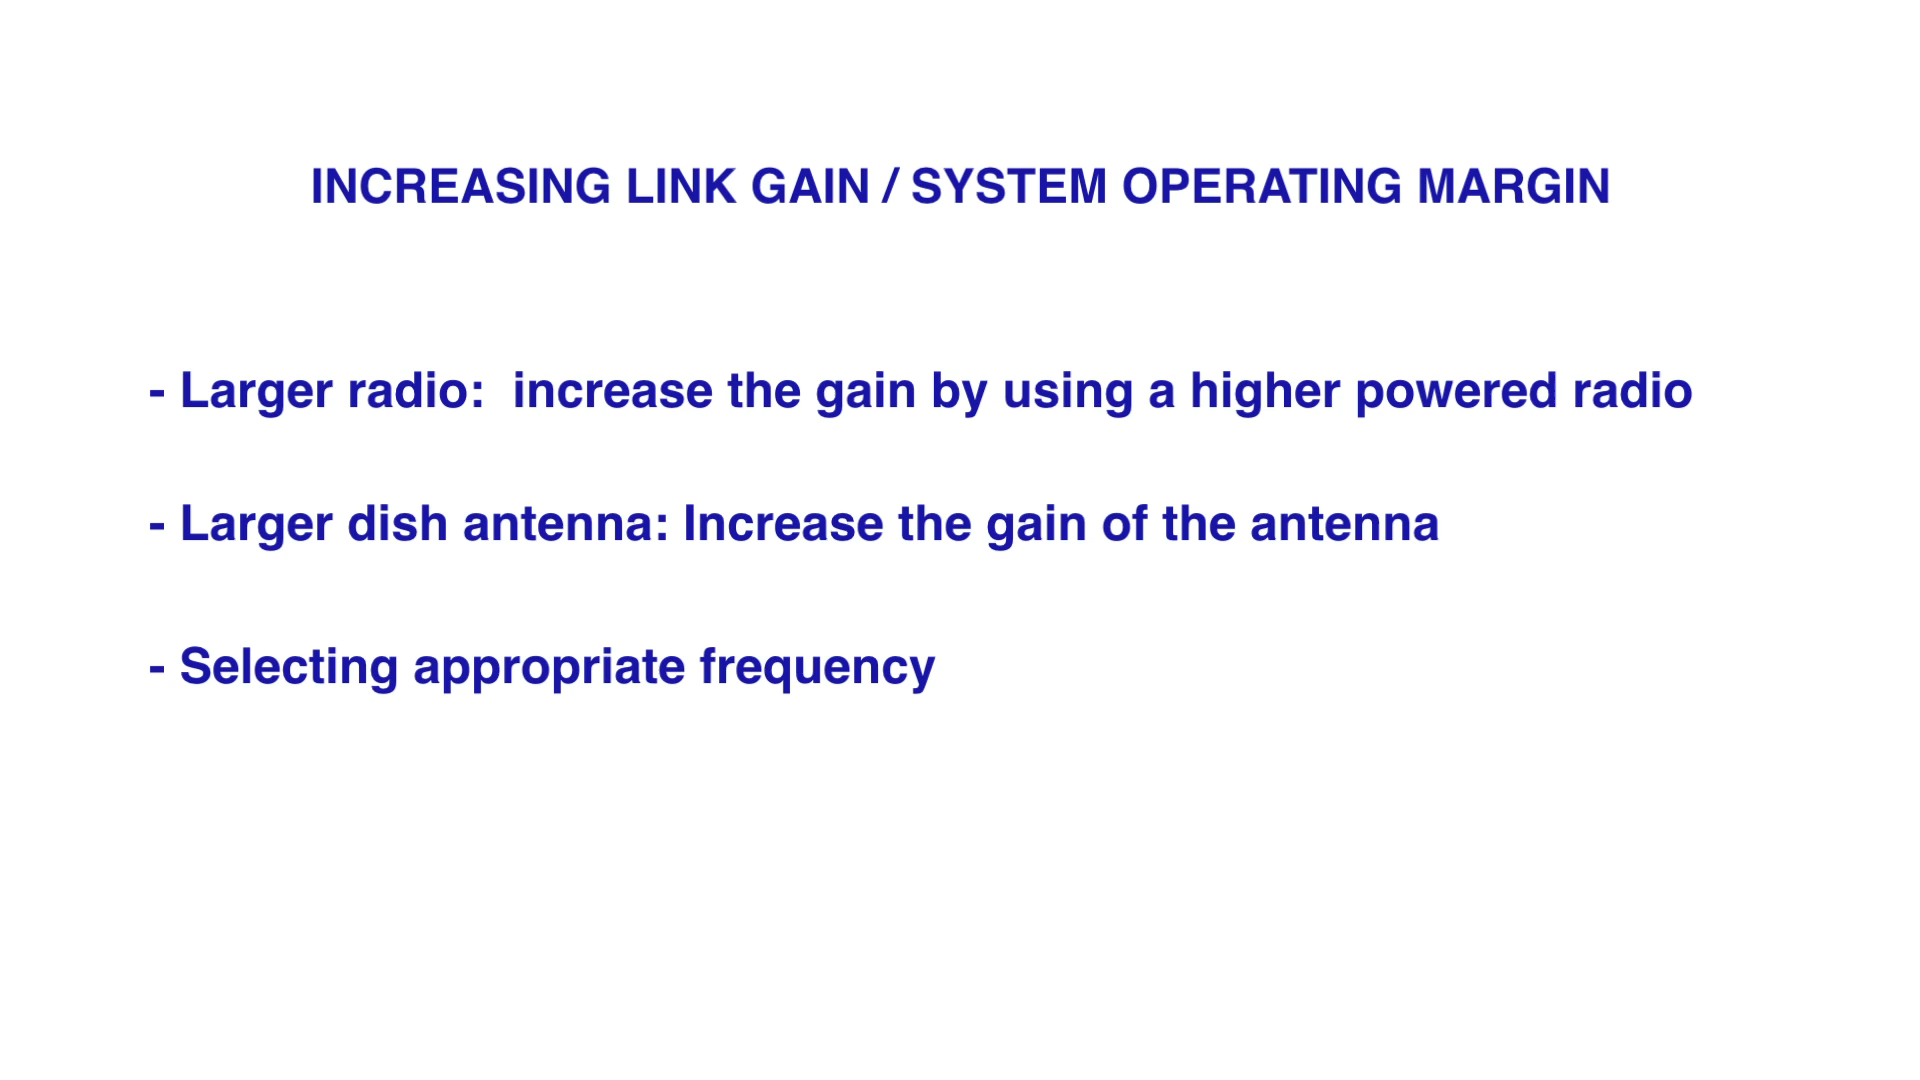 INCREASING LINK GAIN / SYSTEM OPERATING MARGIN
- Larger radio:  increase the gain by using a higher powered radio
- Larger dish antenna: Increase the gain of the antenna
- Selecting appropriate frequency